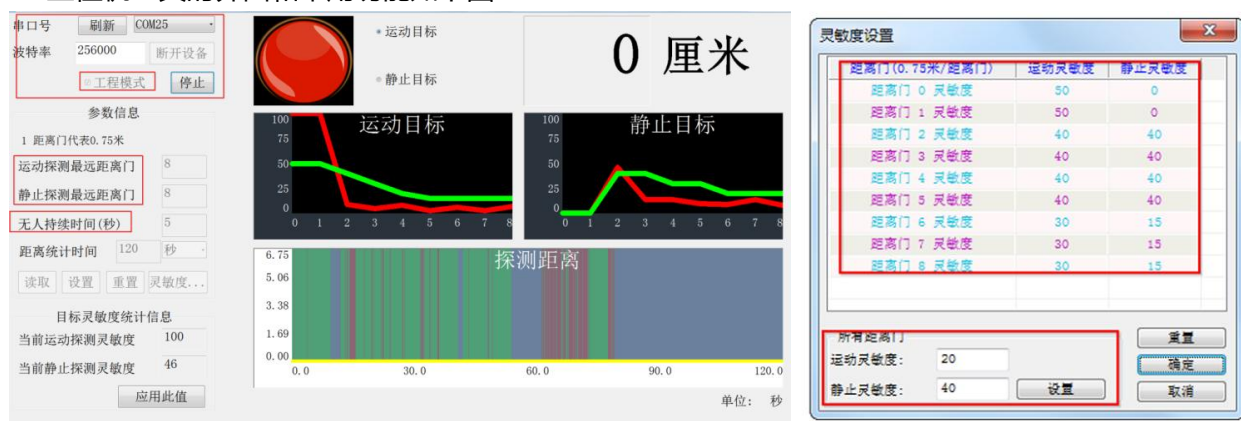 串口号 刷新 COM25
波特率 256000 断开设备
工程模式 停止
参数信息
1 距离门代表0.75米
运动探测最远距离门 8
静止探测最远距离门 8
无人持续时间(秒) 5
距离统计时间 120 秒
读取 设置 重置 灵敏度...
目标灵敏度统计信息
当前运动探测灵敏度 100
当前静止探测灵敏度 46
应用此值
运动目标
静止目标
0 厘米
运动目标
100
75
50
25
0
0 1 2 3 4 5 6 7 8
静止目标
100
75
50
25
0
0 1 2 3 4 5 6 7 8
探测距离
6.75
5.06
3.38
1.69
0.00
0.0 30.0 60.0 90.0 120.0
单位: 秒
灵敏度设置
距离门(0.75米/距离门) 运动灵敏度 静止灵敏度
距离门 0 灵敏度 50 0
距离门 1 灵敏度 50 0
距离门 2 灵敏度 40 40
距离门 3 灵敏度 40 40
距离门 4 灵敏度 40 40
距离门 5 灵敏度 40 40
距离门 6 灵敏度 30 15
距离门 7 灵敏度 30 15
距离门 8 灵敏度 30 15
所有距离门
运动灵敏度: 20
静止灵敏度: 40 设置
重置
确定
取消